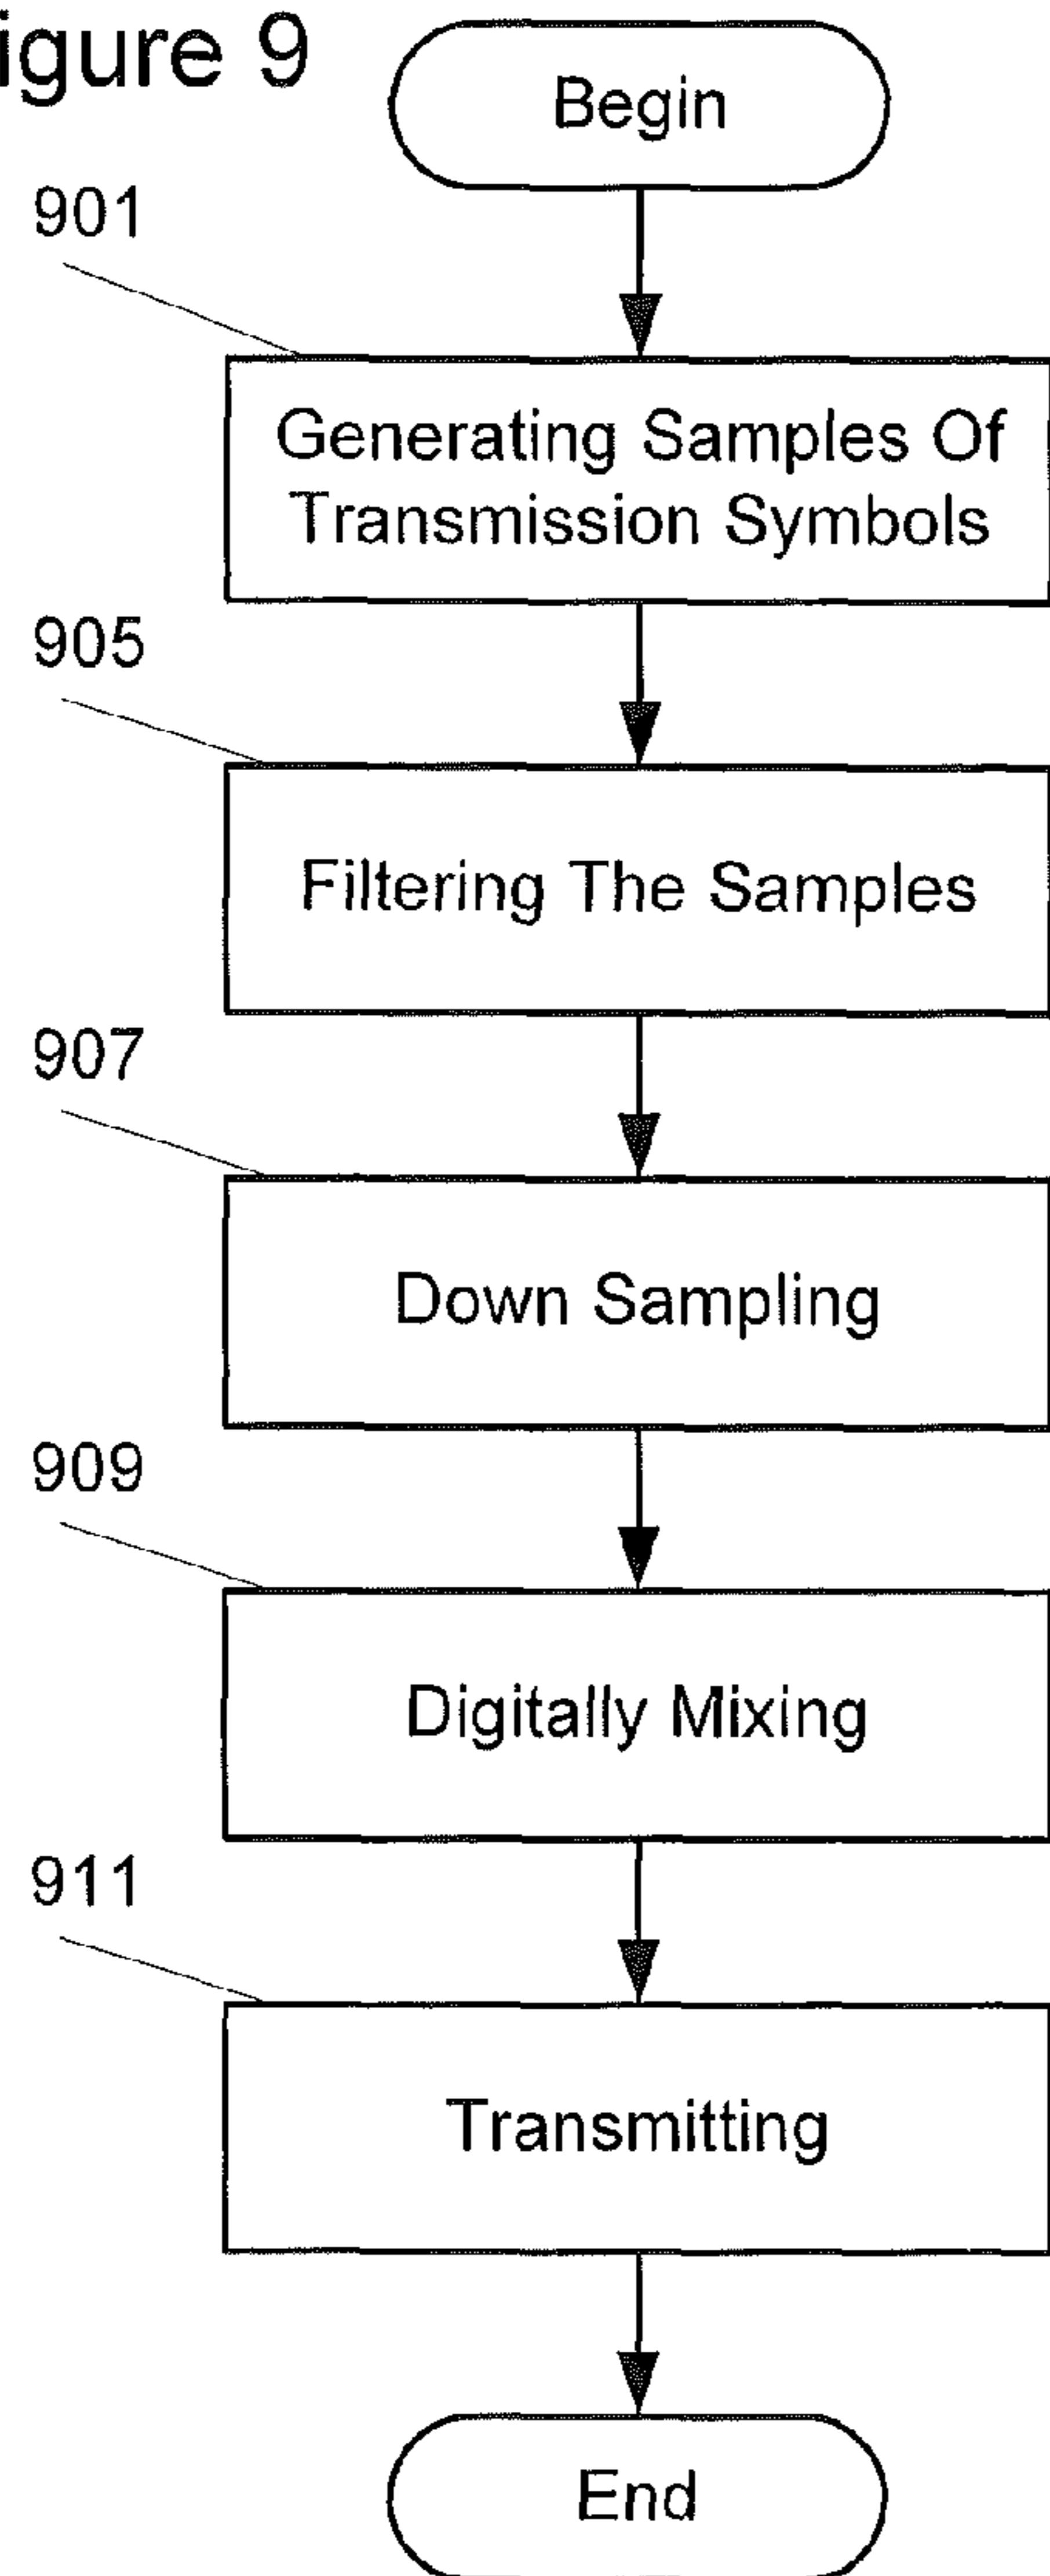 igure 9
Begin
901
Generating Samples Of
Transmission Symbols
905
Filtering The Samples
907
Down Sampling
909
Digitally Mixing
911
Transmitting
End